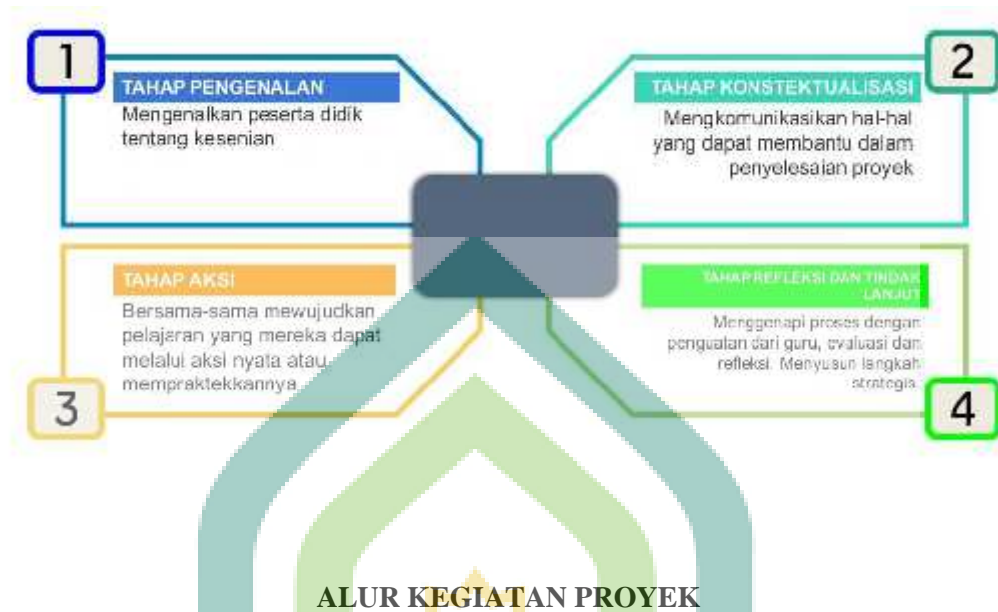 1
TAHAP PENGENALAN
Mengenalkan peserta didik
tentang kesenian
2
TAHAP KONSTEKTUALISASI
Mengkomunikasikan hal-hal
yang dapat membantu dalam
penyelesaian proyek
3
TAHAP AKSI
Bersama-sama mewujudkan
pelajaran yang mereka dapat
melalui aksi nyata atau
mempraktekkannya
4
TAHAP REFLEKSI DAN TINDAK
LANJUT
Menggenapi proses dengan
penguatan dari guru, evaluasi dan
refleksi. Menyusun langkah
strategis.
ALUR KEGIATAN PROYEK